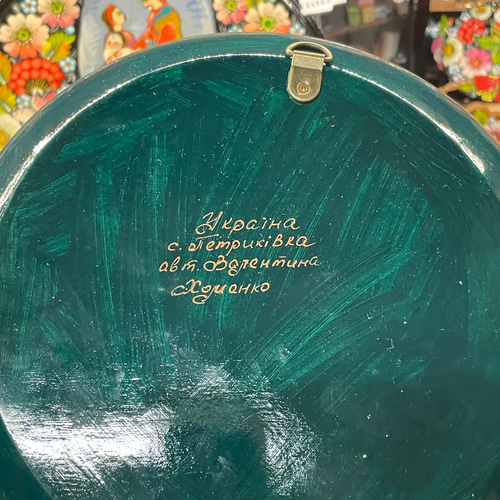 Україна
с. Петриківка
авт. Валентина
Хоменко